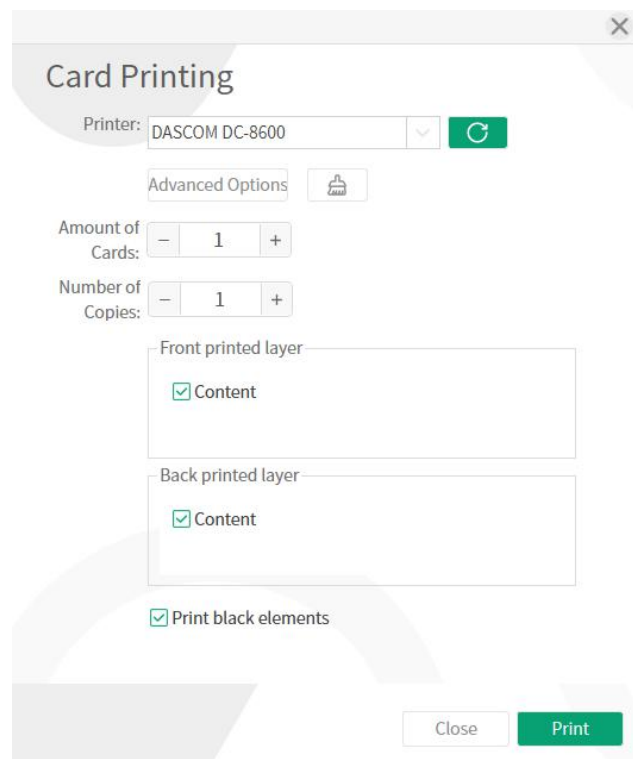 Card Printing
Printer: DASCOM DC-8600
Advanced Options
Amount of
Cards: − 1 +
Number of
Copies: − 1 +
Front printed layer
Content
Back printed layer
Content
Print black elements
Close Print